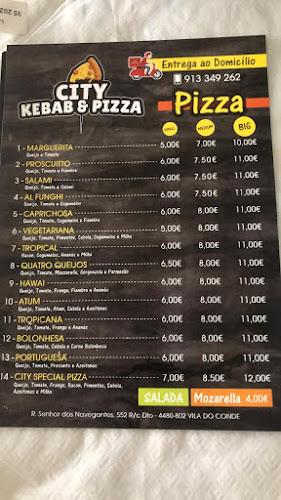 Entrega ao Domicílio
913 349 262
CITY
KEBAB & PIZZA
Pizza
SMALL MEDIUM BIG
1 - MARGUERITA 5,00€ 7,00€ 10,00€
Queijo e Tomate
2 - PROSCIUTTO 6,00€ 7.50€ 11,00€
Queijo, Tomate e Fiambre
3 - SALAMI 6,00€ 7.50€ 11,00€
Queijo, Tomate e Salami
4 - AL FUNGHI 6,00€ 7.50€ 11,00€
Queijo, Tomate e Cogumelos
5 - CAPRICHOSA 6,00€ 8,00€ 11,00€
Queijo, Tomate, Cogumelos e Fiambre
6 - VEGETARIANA 5,00€ 8,00€ 11,00€
Queijo, Tomate, Pimentos, Cebola, Cogumelos e Milho
7 - TROPICAL 6,00€ 8,00€ 11,00€
Bacon, Cogumelos, Ananás e Milho
8 - QUATRO QUEIJOS 6,50€ 8,00€ 11,00€
Queijo, Tomate, Mozzarela, Gorgonzola e Parmesão
9 - HAWAI 6,00€ 8,00€ 11,00€
Queijo, Tomate, Frango, Fiambre e Ananás
10 - ATUM 6,00€ 8,00€ 11,00€
Queijo, Tomate, Atum, Cebola e Azeitonas
11 - TROPICANA 6,00€ 8,00€ 11,00€
Queijo, Tomate, Frango e Ananás
12 - BOLONHESA 6,00€ 8,00€ 11,00€
Queijo, Tomate, Cebola e Carne Bolonhesa
13 - PORTUGUESA 6,00€ 8,00€ 11,00€
Queijo, Tomate, Presunto e Azeitonas
14 - CITY SPECIAL PIZZA 7,00€ 8.50€ 12,00€
Queijo, Tomate, Frango, Bacon, Pimentos, Cebola,
Azeitonas e Milho
SALADA Mozarella 4,00€
R. Senhor dos Navegantes, 552 R/c Dto - 4480-802 VILA DO CONDE